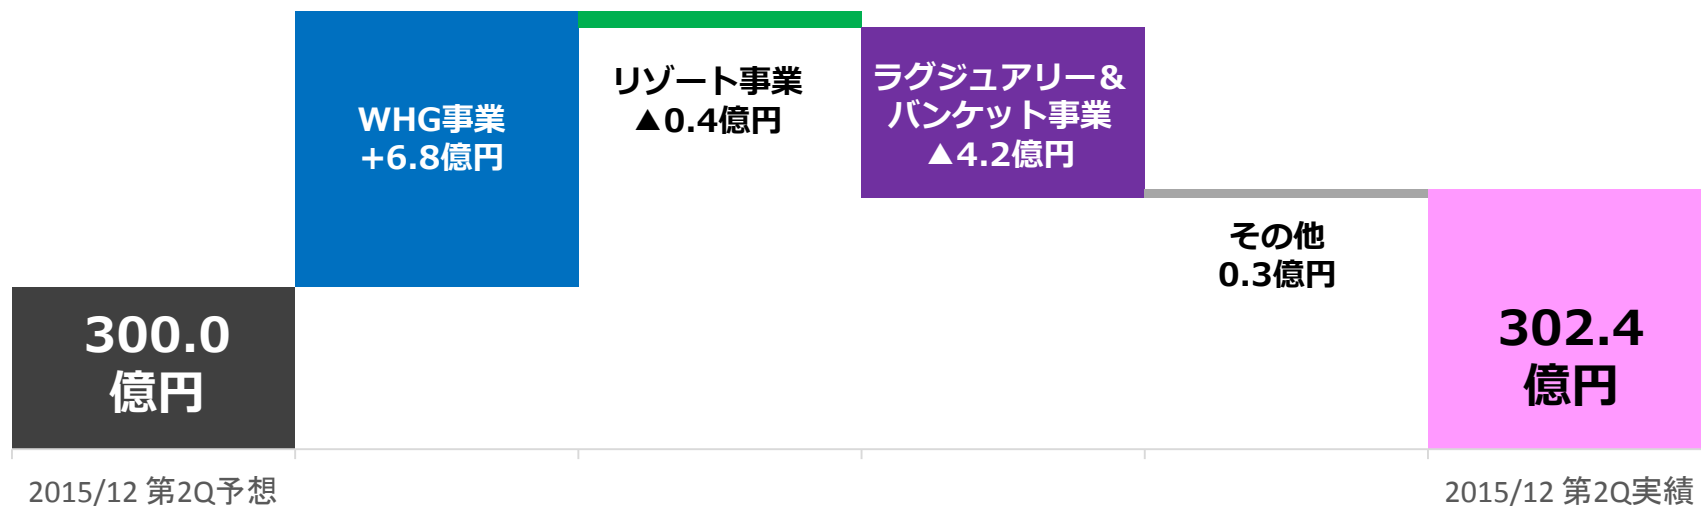 WHG事業
+6.8億円
リゾート事業
▲0.4億円
ラグジュアリー&
バンケット事業
▲4.2億円
その他
0.3億円
300.0
億円
302.4
億円
2015/12 第2Q予想
2015/12 第2Q実績